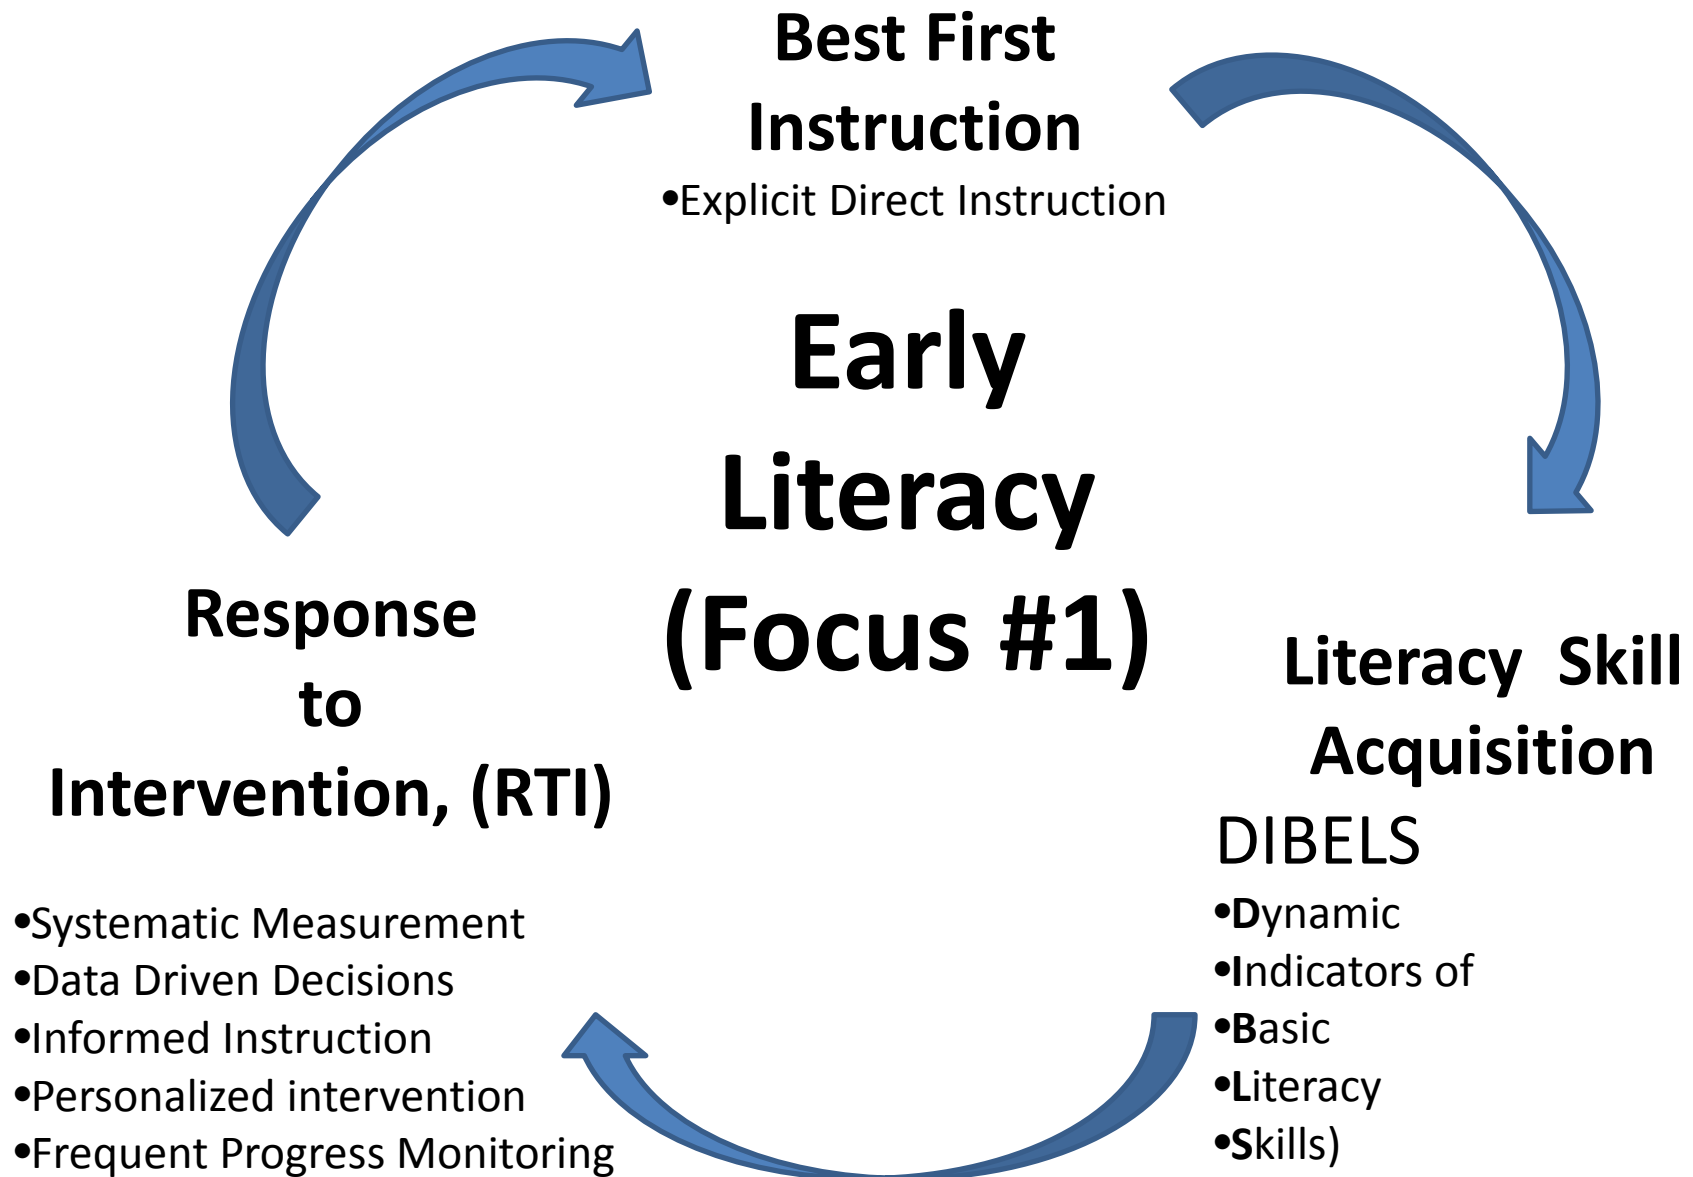 Best First
Instruction
•Explicit Direct Instruction
Early
Literacy
(Focus #1)
Response
to
Intervention, (RTI)
•Systematic Measurement
•Data Driven Decisions
•Informed Instruction
•Personalized intervention
•Frequent Progress Monitoring
Literacy  Skill
Acquisition
DIBELS
•Dynamic
•Indicators of
•Basic
•Literacy
•Skills)